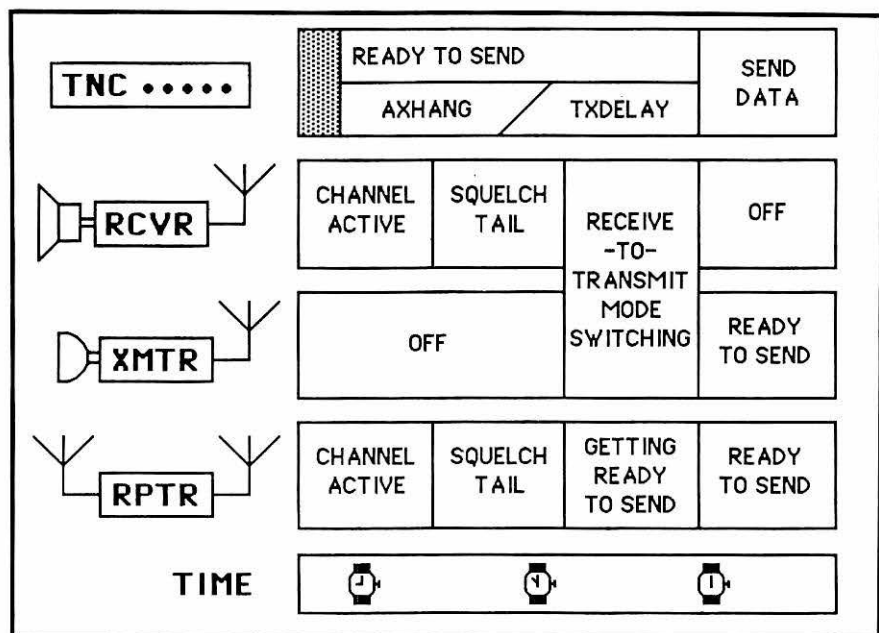 TNC
READY TO SEND
AXHANG
TXDELAY
SEND
DATA
RCVR
CHANNEL
ACTIVE
SQUELCH
TAIL
RECEIVE
-TO-
TRANSMIT
MODE
SWITCHING
OFF
XMTR
OFF
READY
TO SEND
RPTR
CHANNEL
ACTIVE
SQUELCH
TAIL
GETTING
READY
TO SEND
READY
TO SEND
TIME